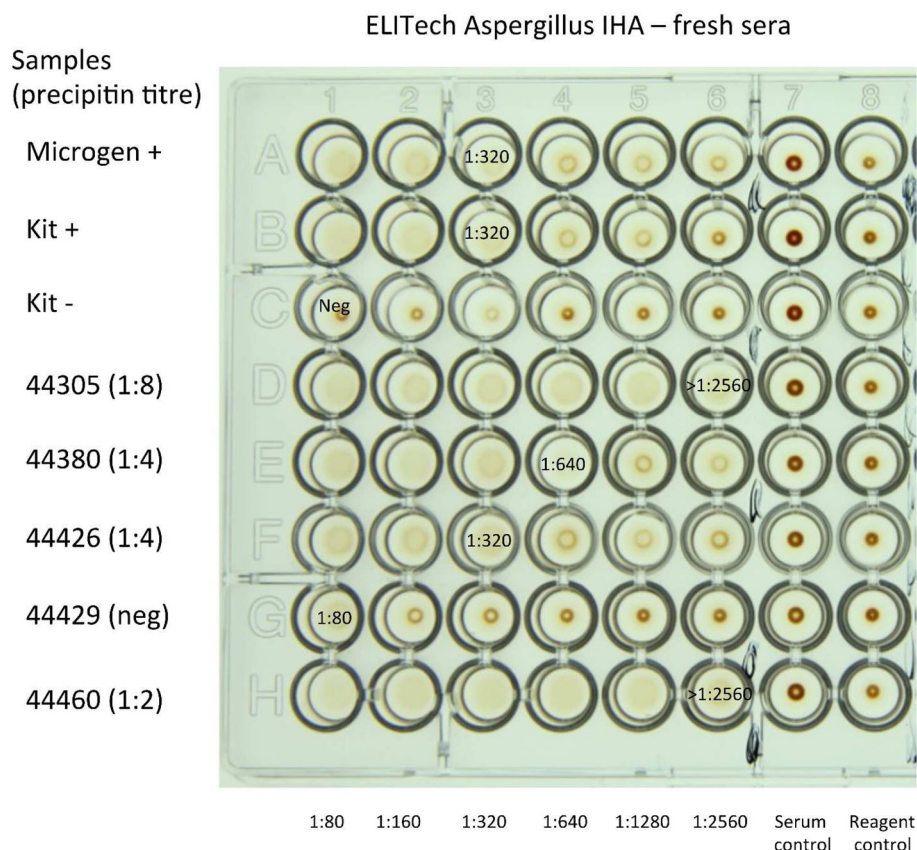 ELITech Aspergillus IHA – fresh sera
Samples
(precipitin titre)
1 2 3 4 5 6 7 8
Microgen +
A
1:320
Kit +
B
1:320
Kit -
C
Neg
44305 (1:8)
D
>1:2560
44380 (1:4)
E
1:640
44426 (1:4)
F
1:320
44429 (neg)
G
1:80
44460 (1:2)
H
>1:2560
1:80 1:160 1:320 1:640 1:1280 1:2560 Serum Reagent
control control